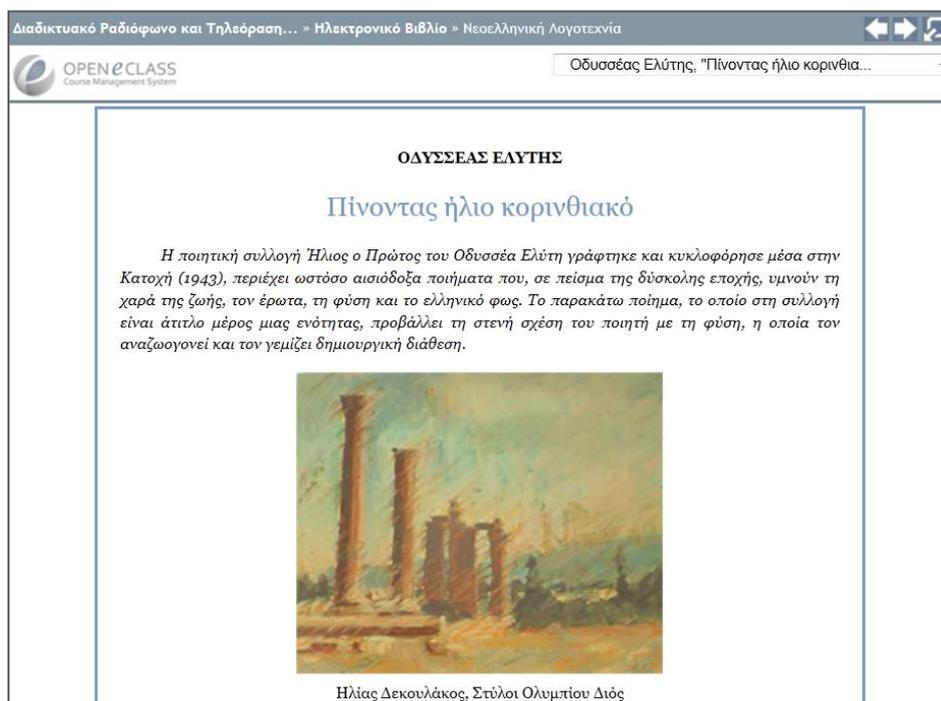 Διαδικτυακό Ραδιόφωνο και Τηλεόραση... » Ηλεκτρονικό Βιβλίο » Νεοελληνική Λογοτεχνία
OPEN eCLASS
Course Management System
Οδυσσέας Ελύτης, "Πίνοντας ήλιο κορινθια...
ΟΔΥΣΣΕΑΣ ΕΛΥΤΗΣ
Πίνοντας ήλιο κορινθιακό
Η ποιητική συλλογή Ήλιος ο Πρώτος του Οδυσσέα Ελύτη γράφτηκε και κυκλοφόρησε μέσα στην
Κατοχή (1943), περιέχει ωστόσο αισιόδοξα ποιήματα που, σε πείσμα της δύσκολης εποχής, υμνούν τη
χαρά της ζωής, τον έρωτα, τη φύση και το ελληνικό φως. Το παρακάτω ποίημα, το οποίο στη συλλογή
είναι άτιτλο μέρος μιας ενότητας, προβάλλει τη στενή σχέση του ποιητή με τη φύση, η οποία τον
αναζωογονεί και τον γεμίζει δημιουργική διάθεση.
Ηλίας Δεκουλάκος, Στύλοι Ολυμπίου Διός